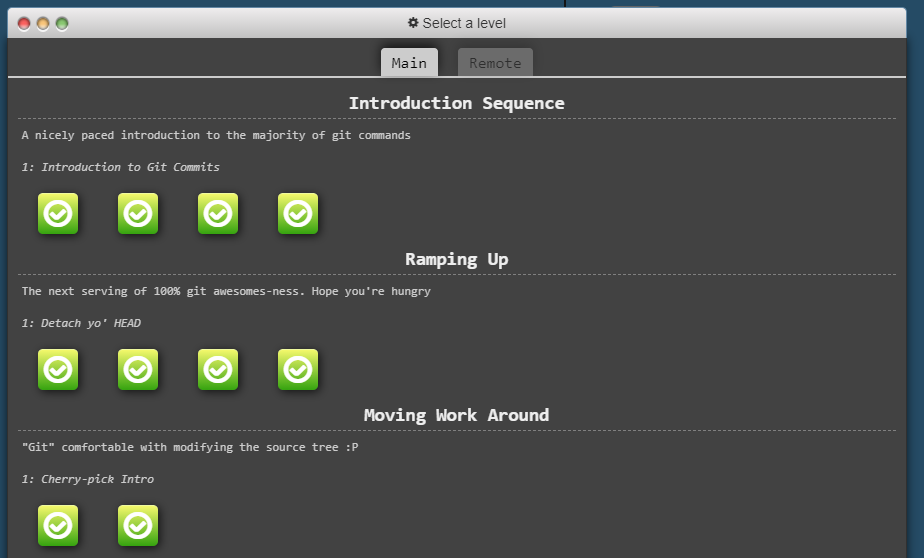 Select a level
Main Remote
Introduction Sequence
A nicely paced introduction to the majority of git commands
1: Introduction to Git Commits
Ramping Up
The next serving of 100% git awesomes-ness. Hope you're hungry
1: Detach yo' HEAD
Moving Work Around
"Git" comfortable with modifying the source tree :P
1: Cherry-pick Intro